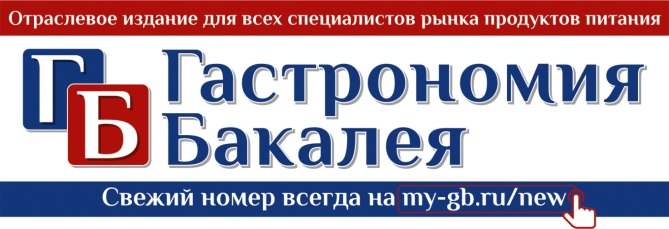 Отраслевое издание для всех специалистов рынка продуктов питания
ГБ
Гастрономия
Бакалея
Свежий номер всегда на my-gb.ru/new